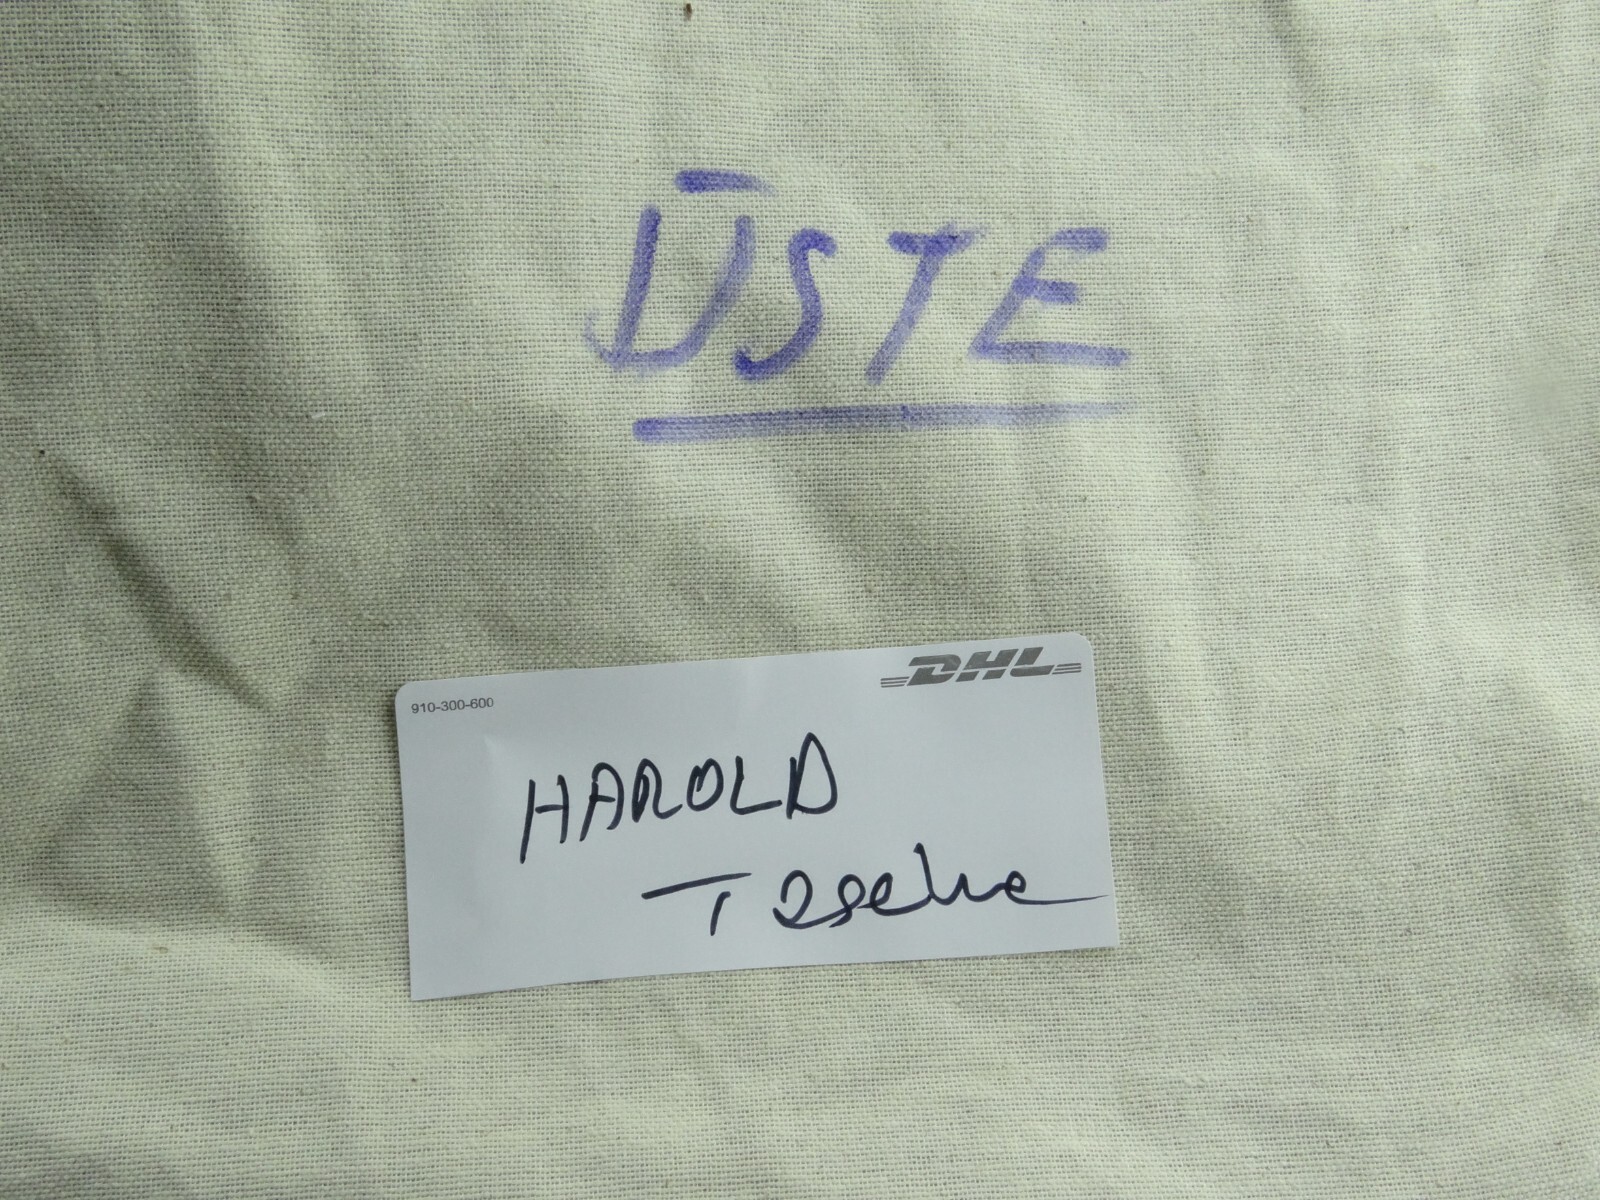 ÜSTE
910-300-600
DHL
HAROLD
Tasche